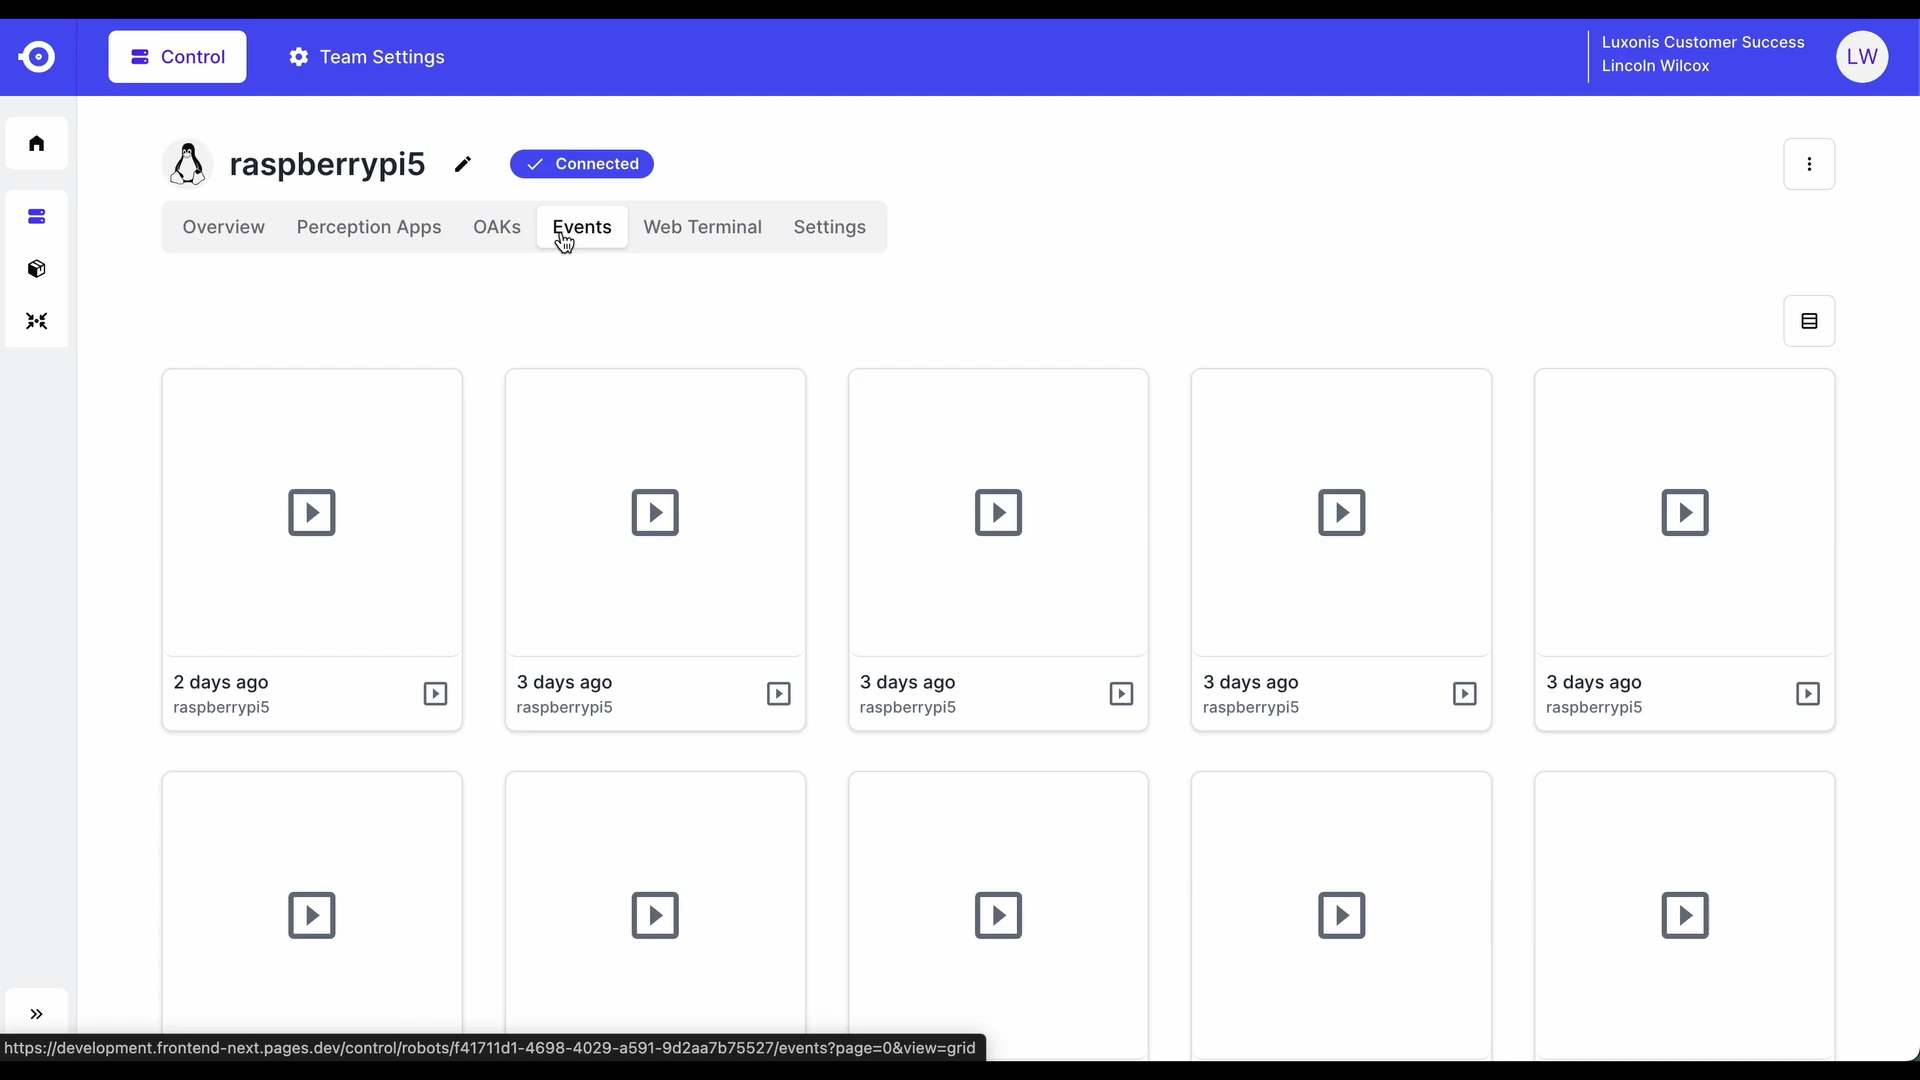 Control
Team Settings
Luxonis Customer Success
Lincoln Wilcox
LW
raspberrypi5
Connected
Overview
Perception Apps
OAKs
Events
Web Terminal
Settings
2 days ago
raspberrypi5
3 days ago
raspberrypi5
3 days ago
raspberrypi5
3 days ago
raspberrypi5
3 days ago
raspberrypi5
https://development.frontend-next.pages.dev/control/robots/f41711d1-4698-4029-a591-9d2aa7b75527/events?page=0&view=grid